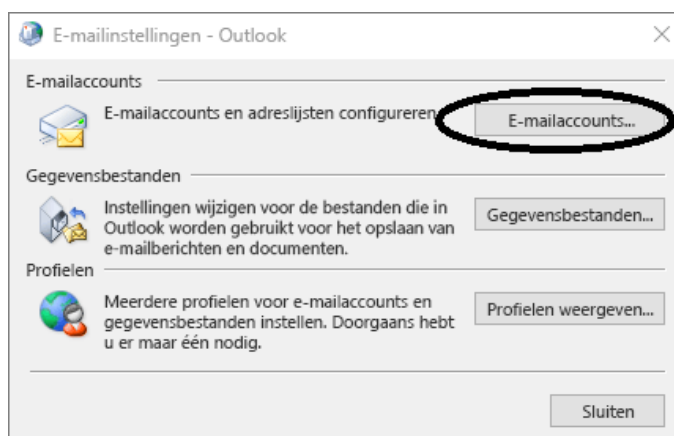 E-mailinstellingen - Outlook
E-mailaccounts
E-mailaccounts en adreslijsten configureren
E-mailaccounts...
Gegevensbestanden
Instellingen wijzigen voor de bestanden die in
Outlook worden gebruikt voor het opslaan van
e-mailberichten en documenten.
Gegevensbestanden...
Profielen
Meerdere profielen voor e-mailaccounts en
gegevensbestanden instellen. Doorgaans hebt
u er maar één nodig.
Profielen weergeven...
Sluiten